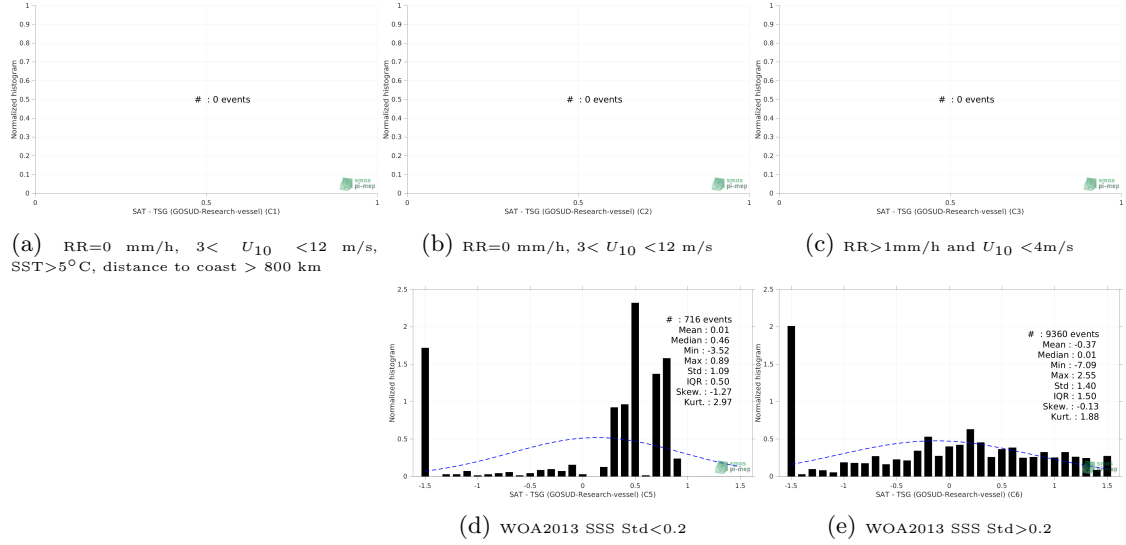 1
0.9
0.8
0.7
0.6
0.5
0.4
0.3
0.2
0.1
0
Normalized histogram
# : 0 events
smos
pi-mep
0 0.5 1
SAT - TSG (GOSUD-Research-vessel) (C1)
(a) RR=0 mm/h, 3< U10 <12 m/s,
SST>5°C, distance to coast > 800 km
1
0.9
0.8
0.7
0.6
0.5
0.4
0.3
0.2
0.1
0
Normalized histogram
# : 0 events
smos
pi-mep
0 0.5 1
SAT - TSG (GOSUD-Research-vessel) (C2)
(b) RR=0 mm/h, 3< U10 <12 m/s
1
0.9
0.8
0.7
0.6
0.5
0.4
0.3
0.2
0.1
0
Normalized histogram
# : 0 events
smos
pi-mep
0 0.5 1
SAT - TSG (GOSUD-Research-vessel) (C3)
(c) RR>1mm/h and U10 <4m/s
2.5
2
1.5
1
0.5
0
Normalized histogram
# : 716 events
Mean : 0.01
Median : 0.46
Min : -3.52
Max : 0.89
Std : 1.09
IQR : 0.50
Skew. : -1.27
Kurt. : 2.97
smos
pi-mep
-1.5 -1 -0.5 0 0.5 1 1.5
SAT - TSG (GOSUD-Research-vessel) (C5)
(d) WOA2013 SSS Std<0.2
2.5
2
1.5
1
0.5
0
Normalized histogram
# : 9360 events
Mean : -0.37
Median : 0.01
Min : -7.09
Max : 2.55
Std : 1.40
IQR : 1.50
Skew. : -0.13
Kurt. : 1.88
smos
pi-mep
-1.5 -1 -0.5 0 0.5 1 1.5
SAT - TSG (GOSUD-Research-vessel) (C6)
(e) WOA2013 SSS Std>0.2